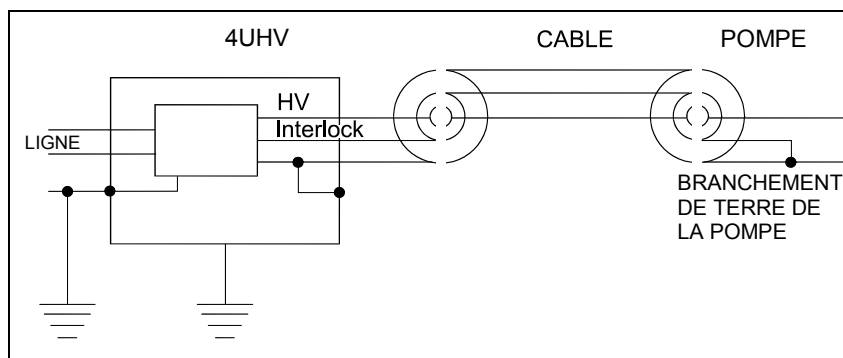 4UHV
CABLE
POMPE
HV
Interlock
LIGNE
BRANCHEMENT
DE TERRE DE
LA POMPE